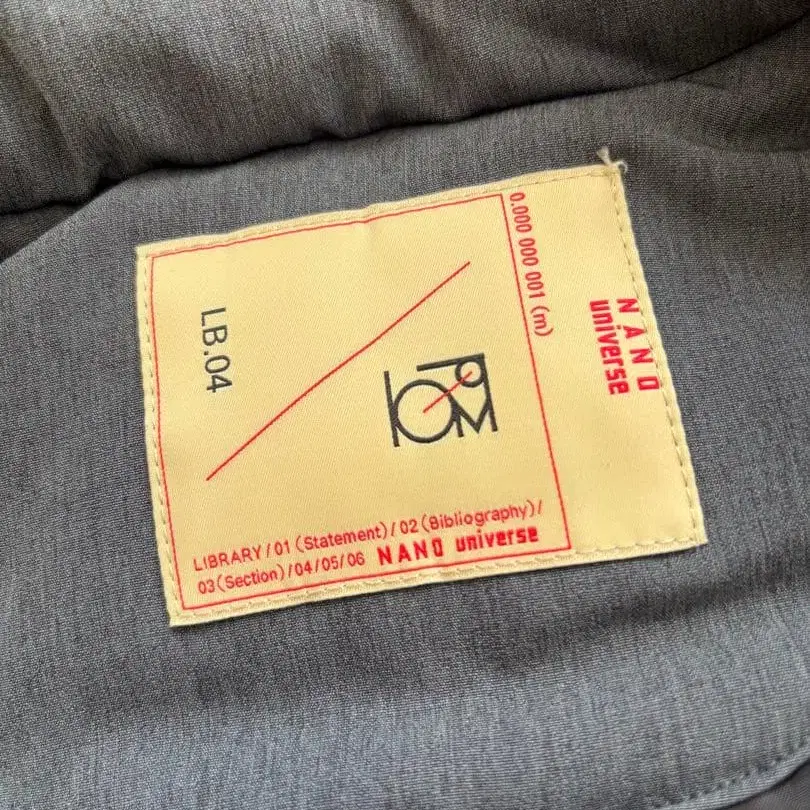 0.000 000 001 (m)
NANO
universe
LB.04
LIBRARY / 01 (Statement) / 02 (Bibliography) /
03 (Section) / 04 / 05 / 06 NANO universe